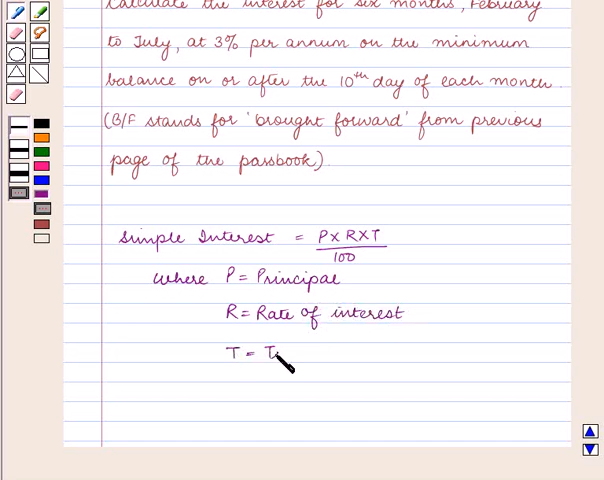 Calculate the interest for six months, February
to July, at 3% per annum on the minimum
balance on or after the 10th day of each month.
(B/F stands for 'brought forward' from previous
page of the passbook).
Simple Interest = P x R x T / 100
where P = Principal
R = Rate of interest
T = T